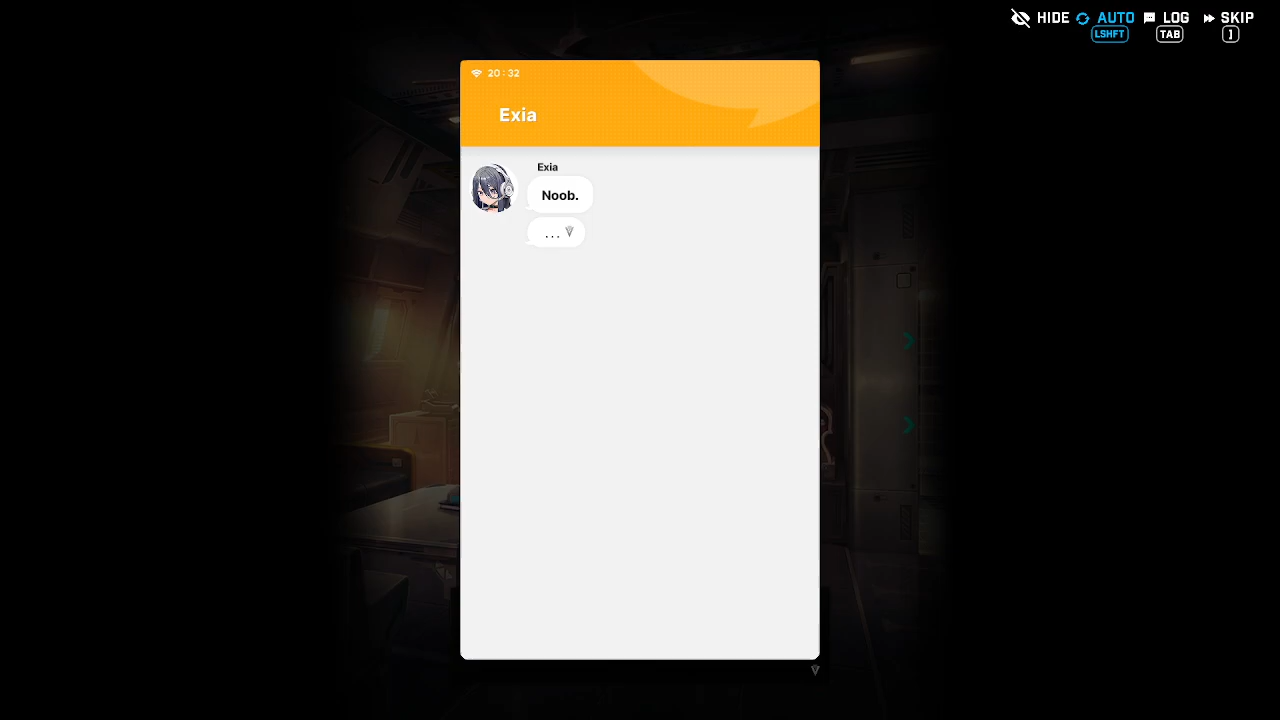 HIDE AUTO LOG SKIP
LSHFT TAB ]
20 : 32
Exia
Exia
Noob.
...